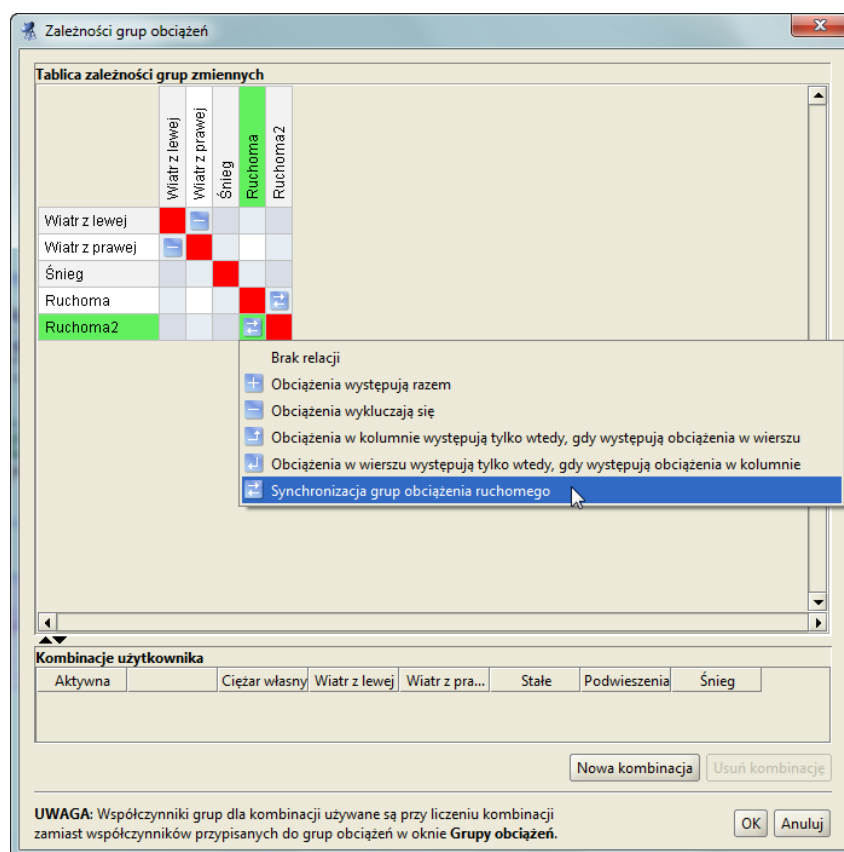 Zależności grup obciążeń
Tablica zależności grup zmiennych
Wiatr z lewej
Wiatr z prawej
Śnieg
Ruchoma
Ruchoma2
Wiatr z lewej
Wiatr z prawej
Śnieg
Ruchoma
Ruchoma2
Brak relacji
Obciążenia występują razem
Obciążenia wykluczają się
Obciążenia w kolumnie występują tylko wtedy, gdy występują obciążenia w wierszu
Obciążenia w wierszu występują tylko wtedy, gdy występują obciążenia w kolumnie
Synchronizacja grup obciążenia ruchomego
Kombinacje użytkownika
Aktywna Ciężar własny Wiatr z lewej Wiatr z pra... Stałe Podwieszenia Śnieg
Nowa kombinacja Usuń kombinację
UWAGA: Współczynniki grup dla kombinacji używane są przy liczeniu kombinacji
zamiast współczynników przypisanych do grup obciążeń w oknie Grupy obciążeń.
OK Anuluj